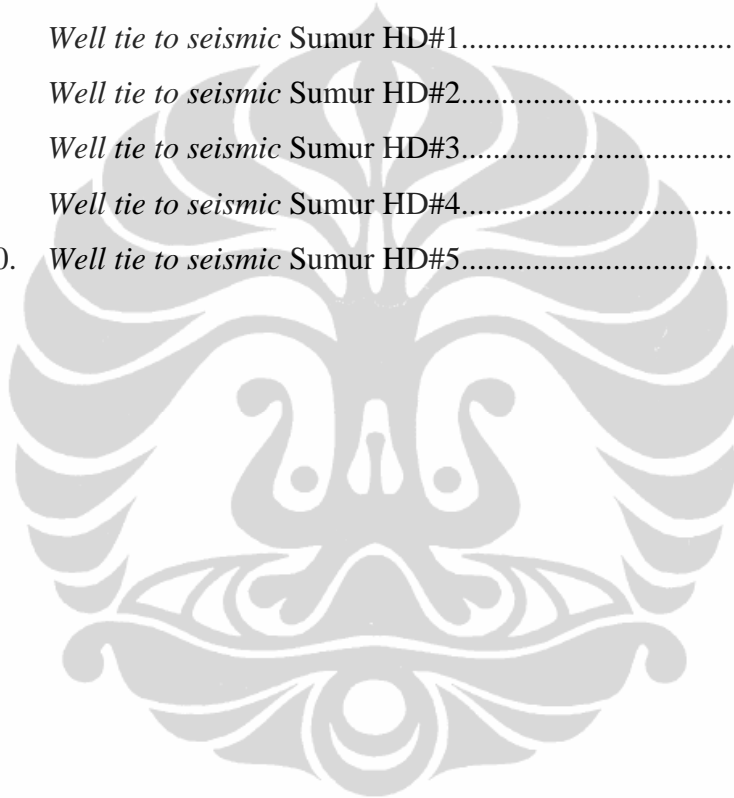 Well tie to seismic Sumur HD#1.................................
Well tie to seismic Sumur HD#2.................................
Well tie to seismic Sumur HD#3.................................
Well tie to seismic Sumur HD#4.................................
0. Well tie to seismic Sumur HD#5.................................